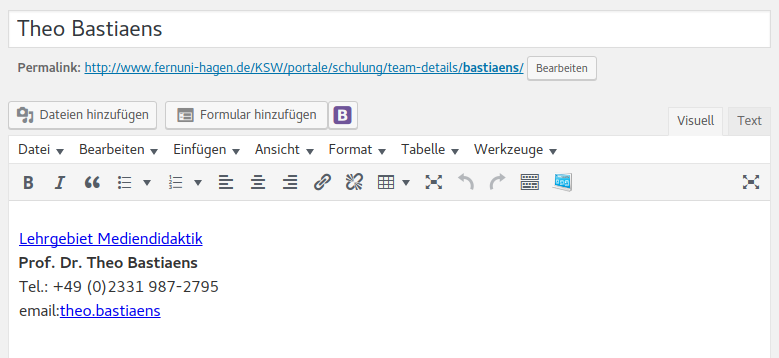 Theo Bastiaens
Permalink: http://www.fernuni-hagen.de/KSW/portale/schulung/team-details/bastiaens/ Bearbeiten
Dateien hinzufügen Formular hinzufügen B
Visuell Text
Datei Bearbeiten Einfügen Ansicht Format Tabelle Werkzeuge
B I
Lehrgebiet Mediendidaktik
Prof. Dr. Theo Bastiaens
Tel.: +49 (0)2331 987-2795
email:theo.bastiaens